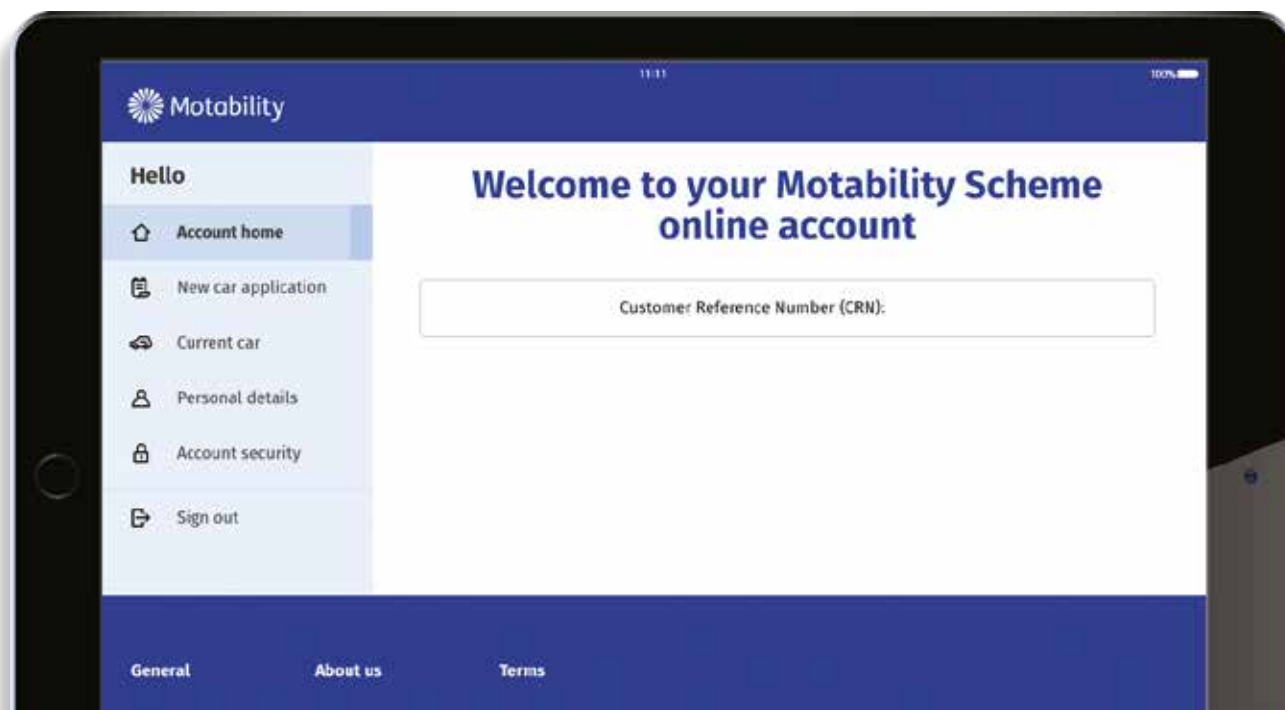 11:11
100%
Motability
Hello
Account home
New car application
Current car
Personal details
Account security
Sign out
Welcome to your Motability Scheme
online account
Customer Reference Number (CRN):
General
About us
Terms